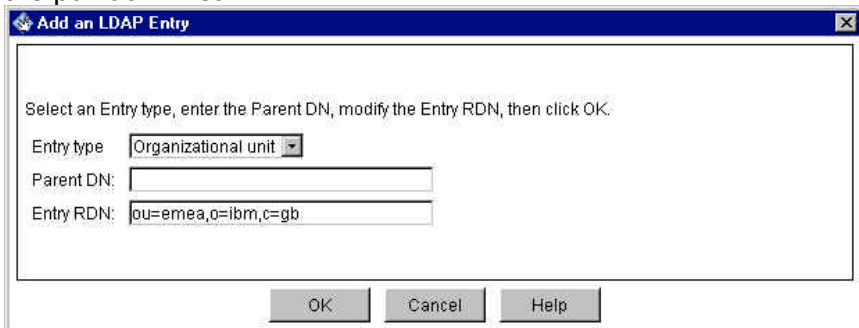 Add an LDAP Entry
Select an Entry type, enter the Parent DN, modify the Entry RDN, then click OK.
Entry type Organizational unit
Parent DN:
Entry RDN: ou=emea,o=ibm,c=gb
OK Cancel Help